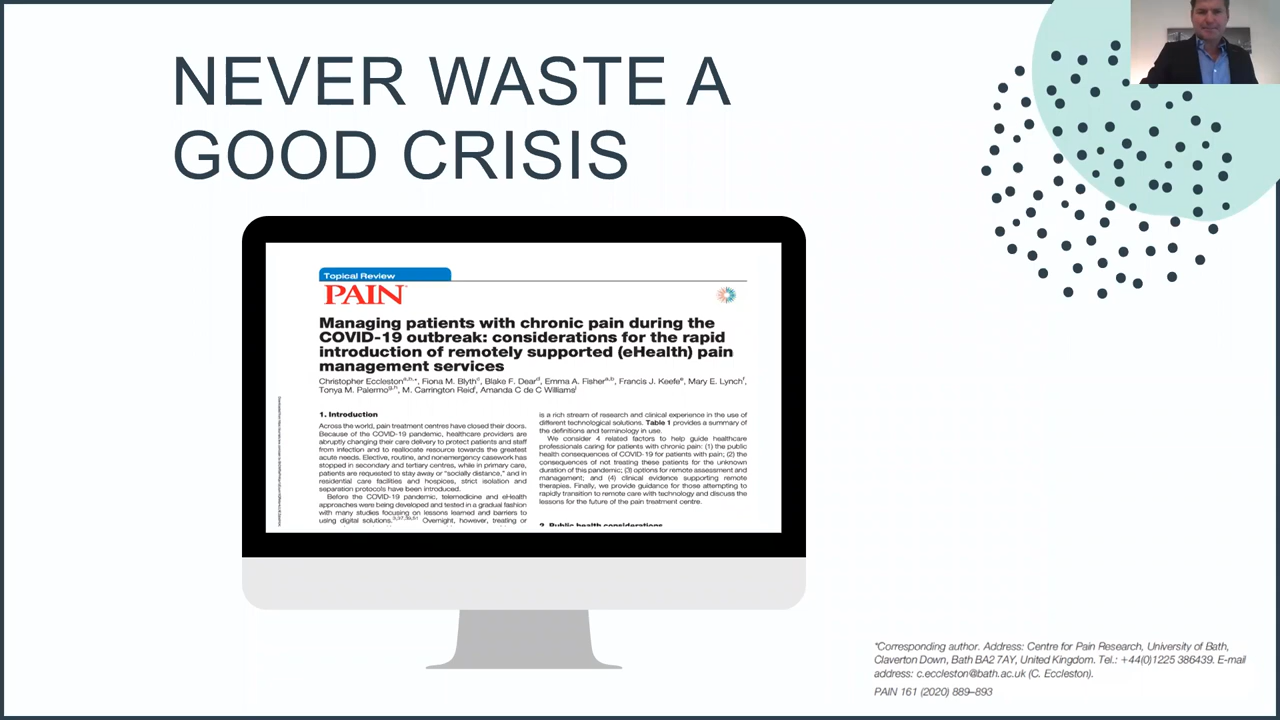 NEVER WASTE A
GOOD CRISIS
Topical Review
PAIN
Managing patients with chronic pain during the
COVID-19 outbreak: considerations for the rapid
introduction of remotely supported (eHealth) pain
management services
Christopher Eccleston, Fiona M. Blyth, Blake F. Dear, Emma A. Fisher, Francis J. Keefe, Mary E. Lynch,
Tonya M. Palermo, M. Carrington Reid, Amanda C de C Williams
1. Introduction
Across the world, pain treatment centres have closed their doors.
Because of the COVID-19 pandemic, healthcare providers are
abruptly changing their care delivery to protect patients and staff
from infection and to reallocate resource towards the greatest
acute needs. Elective, routine, and nonemergency casework has
stopped in secondary and tertiary centres, while in primary care,
patients are requested to stay away or "socially distance," and in
residential care facilities and hospices, strict isolation and
separation protocols have been introduced.
Before the COVID-19 pandemic, telemedicine and eHealth
approaches were being developed and tested in a gradual fashion
with many studies focusing on lessons learned and barriers to
using digital solutions. Overnight, however, treating or
is a rich stream of research and clinical experience in the use of
different technological solutions. Table 1 provides a summary of
the definitions and terminology in use.
We consider 4 related factors to help guide healthcare
professionals caring for patients with chronic pain: (1) the public
health consequences of COVID-19 for patients with pain; (2) the
consequences of not treating these patients for the unknown
duration of this pandemic; (3) options for remote assessment and
management; and (4) clinical evidence supporting remote
therapies. Finally, we provide guidance for those attempting to
rapidly transition to remote care with technology and discuss the
lessons for the future of the pain treatment centre.
2. Public health considerations
*Corresponding author. Address: Centre for Pain Research, University of Bath,
Claverton Down, Bath BA2 7AY, United Kingdom. Tel.: +44(0)1225 386439. E-mail
address: c.eccleston@bath.ac.uk (C. Eccleston).
PAIN 161 (2020) 889–893